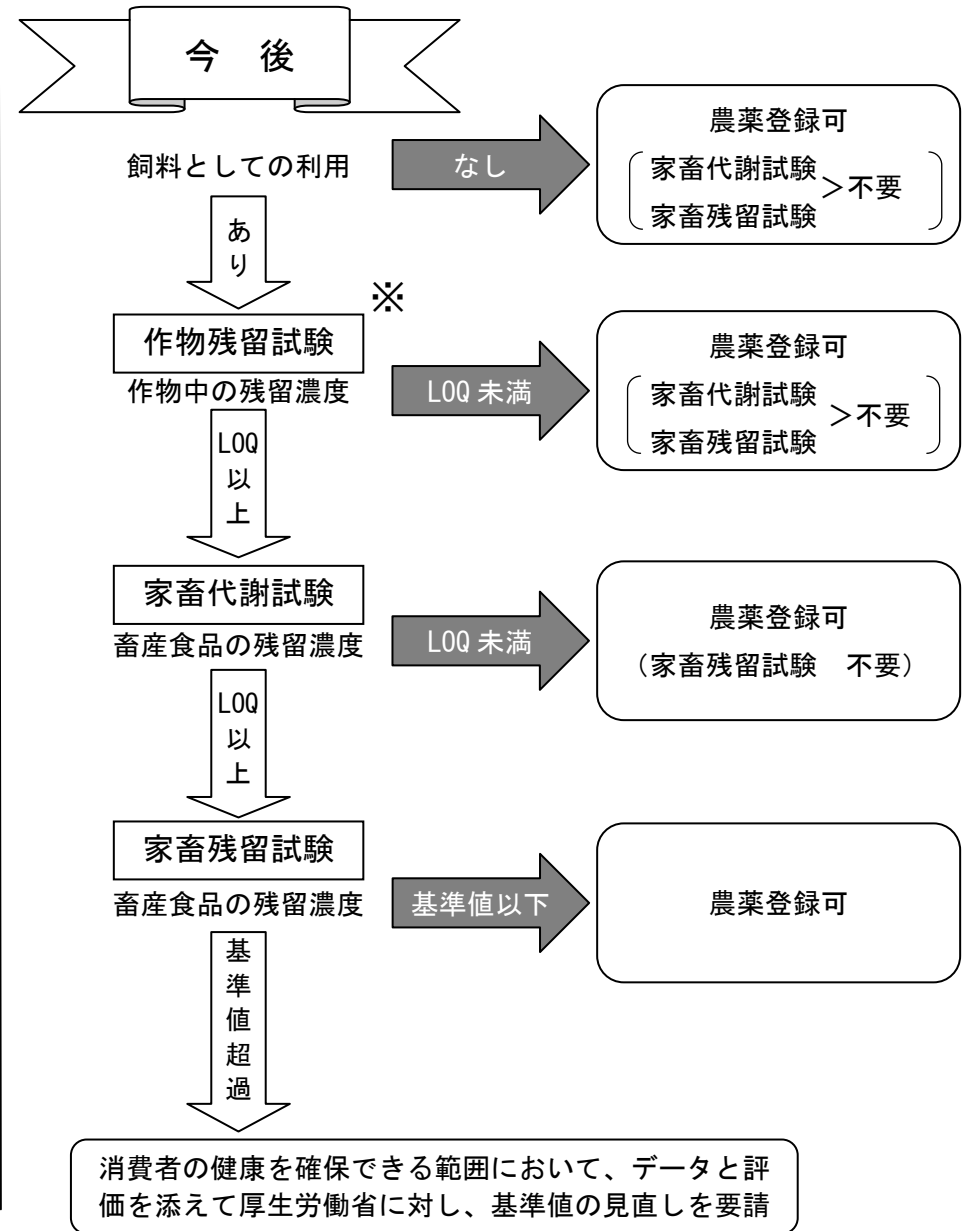 今　後
飼料としての利用
なし
農薬登録可
家畜代謝試験
家畜残留試験
＞不要
あり
※
作物残留試験
作物中の残留濃度
LOQ 未満
農薬登録可
家畜代謝試験
家畜残留試験
＞不要
LOQ
以上
家畜代謝試験
畜産食品の残留濃度
LOQ 未満
農薬登録可
（家畜残留試験　不要）
LOQ
以上
家畜残留試験
畜産食品の残留濃度
基準値以下
農薬登録可
基準値超過
消費者の健康を確保できる範囲において、データと評
価を添えて厚生労働省に対し、基準値の見直しを要請